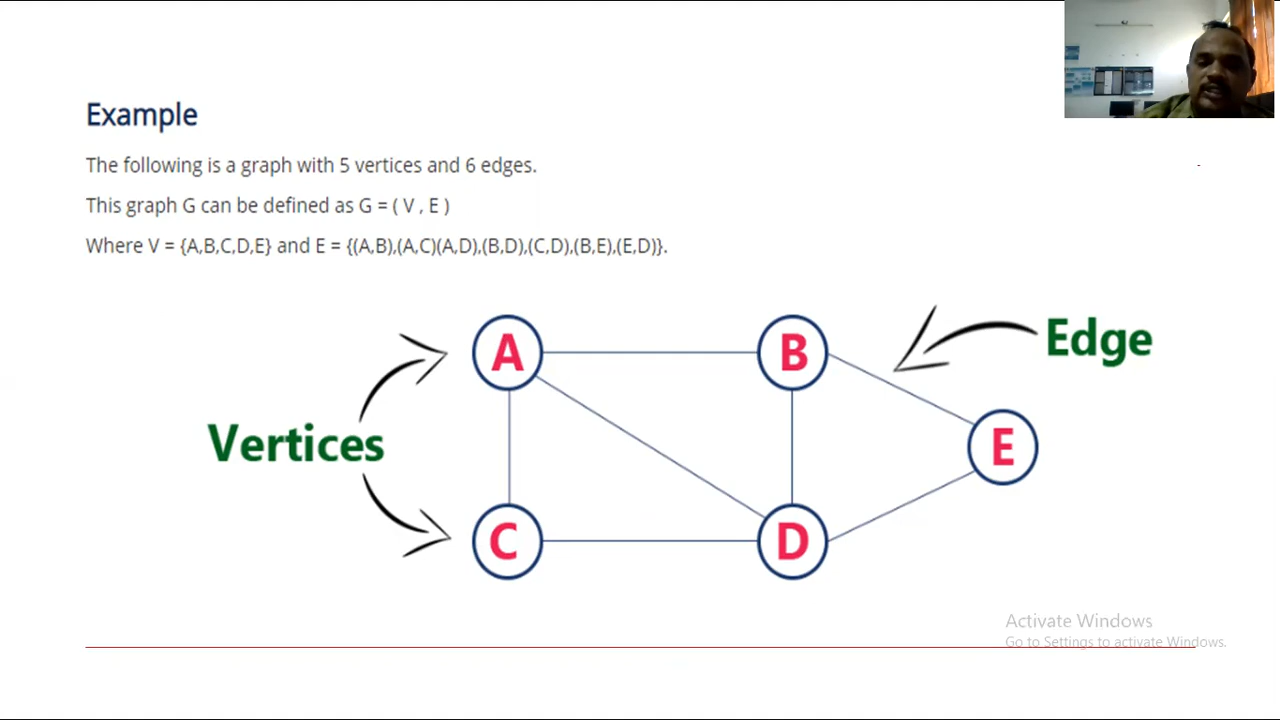 Example
The following is a graph with 5 vertices and 6 edges.
This graph G can be defined as G = ( V , E )
Where V = {A,B,C,D,E} and E = {(A,B),(A,C)(A,D),(B,D),(C,D),(B,E),(E,D)}.
A
B
Edge
Vertices
E
C
D
Activate Windows
Go to Settings to activate Windows.